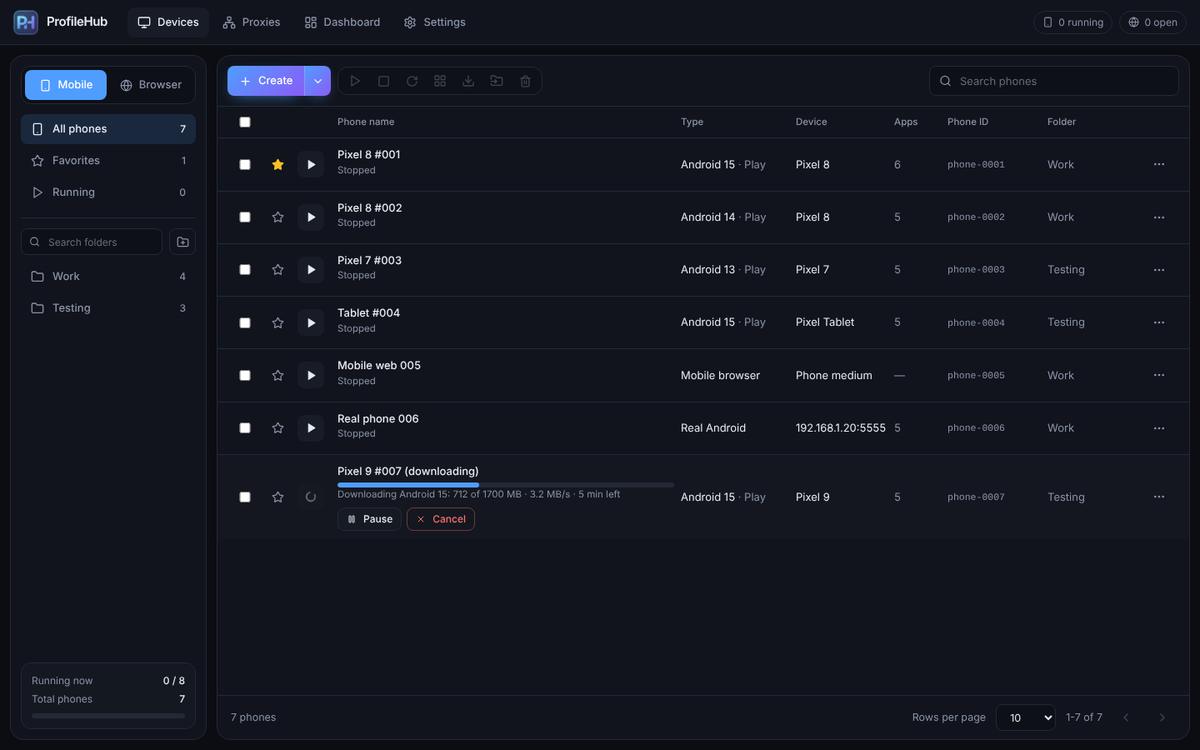 PH ProfileHub Devices Proxies Dashboard Settings 0 running 0 open
Mobile Browser
All phones 7
Favorites 1
Running 0
Search folders
Work 4
Testing 3
Running now 0 / 8
Total phones 7
Create Search phones
Phone name Type Device Apps Phone ID Folder
Pixel 8 #001
Stopped
Android 15 · Play Pixel 8 6 phone-0001 Work
Pixel 8 #002
Stopped
Android 14 · Play Pixel 8 5 phone-0002 Work
Pixel 7 #003
Stopped
Android 13 · Play Pixel 7 5 phone-0003 Testing
Tablet #004
Stopped
Android 15 · Play Pixel Tablet 5 phone-0004 Testing
Mobile web 005
Stopped
Mobile browser Phone medium — phone-0005 Work
Real phone 006
Stopped
Real Android 192.168.1.20:5555 5 phone-0006 Work
Pixel 9 #007 (downloading)
Downloading Android 15: 712 of 1700 MB · 3.2 MB/s · 5 min left
Android 15 · Play Pixel 9 5 phone-0007 Testing
Pause Cancel
7 phones Rows per page 10 1-7 of 7